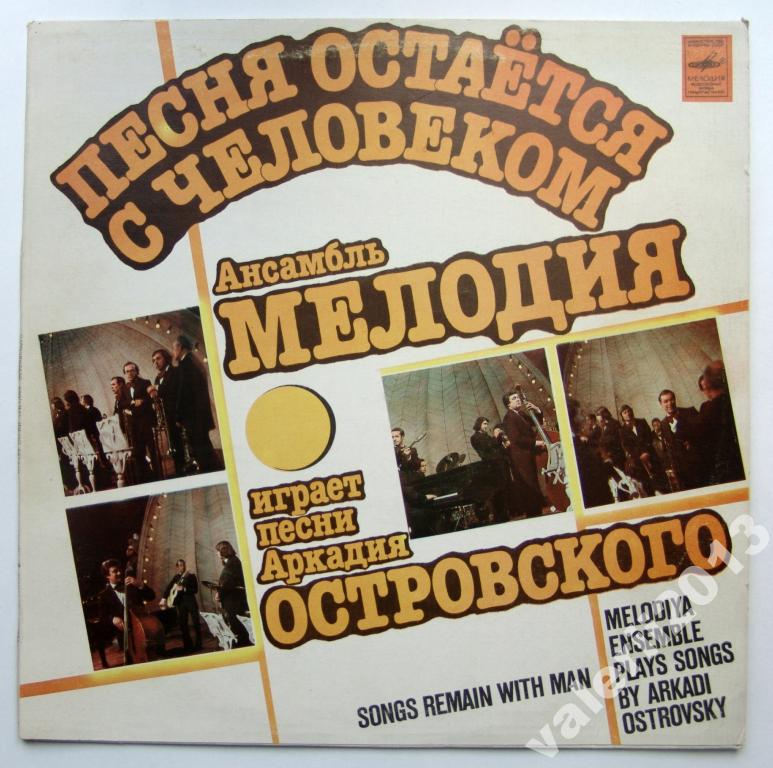 ПЕСНЯ ОСТАЁТСЯ
С ЧЕЛОВЕКОМ
МЕЛОДИЯ
Ансамбль
МЕЛОДИЯ
играет
песни
Аркадия
ОСТРОВСКОГО
SONGS REMAIN WITH MAN
MELODIYA
ENSEMBLE
PLAYS SONGS
BY ARKADI
OSTROVSKY